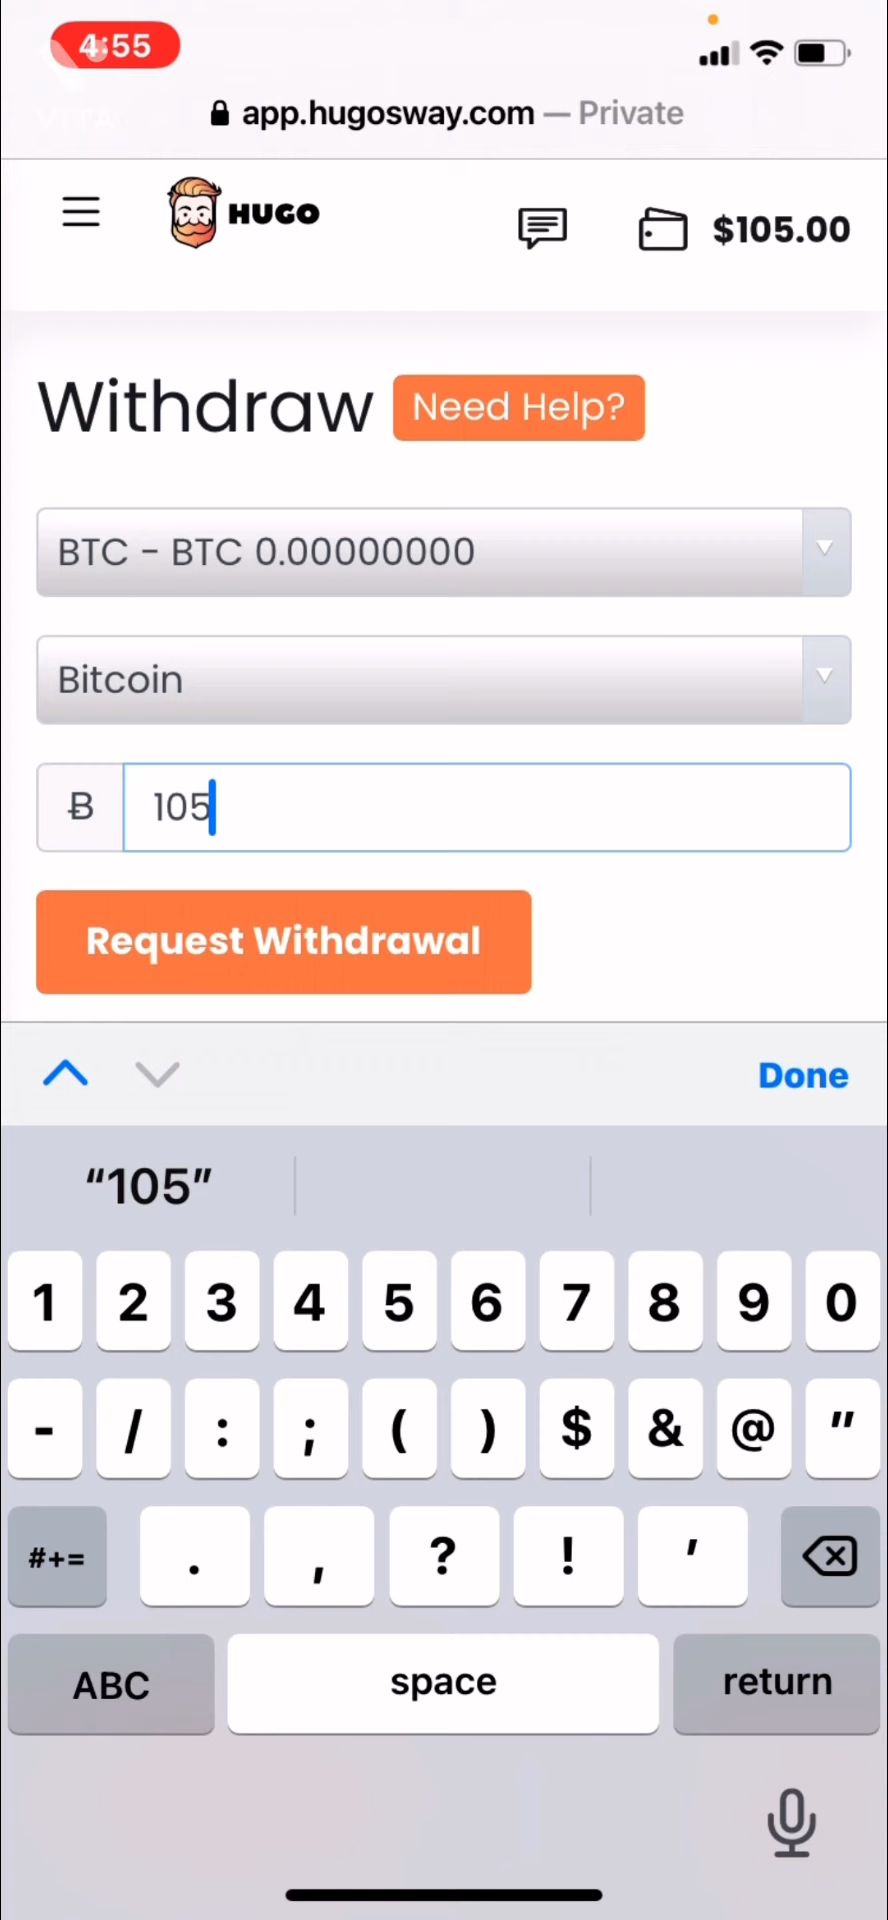 4:55
VITA
app.hugosway.com — Private
HUGO
$105.00
Withdraw
Need Help?
BTC - BTC 0.00000000
Bitcoin
Ƀ 105
Request Withdrawal
Done
“105”
1 2 3 4 5 6 7 8 9 0
- / : ; ( ) $ & @ "
#+= . , ? ! '
ABC space return